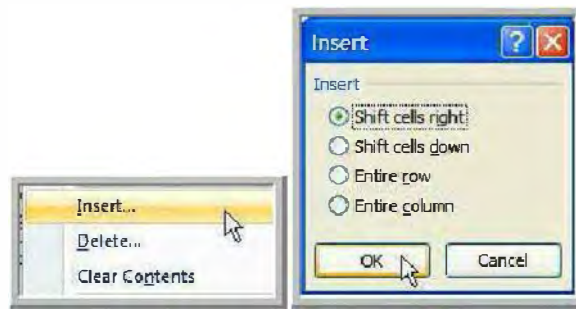 Insert...
Delete...
Clear Contents
Insert
?
Insert
Shift cells right
Shift cells down
Entire row
Entire column
OK
Cancel